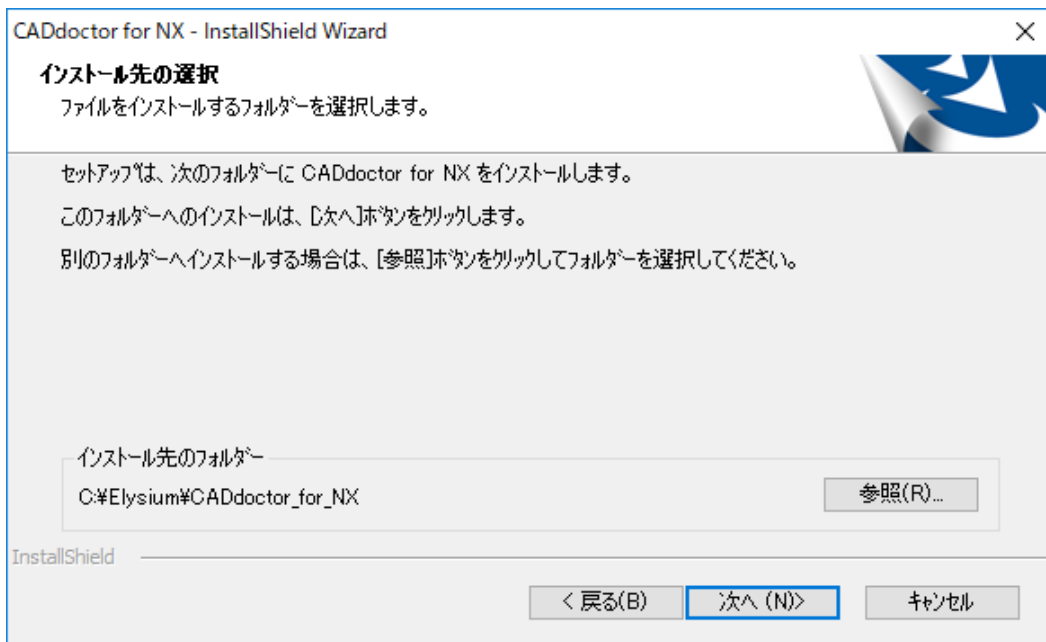 CADdoctor for NX - InstallShield Wizard
インストール先の選択
ファイルをインストールするフォルダーを選択します。
セットアップは、次のフォルダーに CADdoctor for NX をインストールします。
このフォルダーへのインストールは、[次へ]ボタンをクリックします。
別のフォルダーへインストールする場合は、[参照]ボタンをクリックしてフォルダーを選択してください。
インストール先のフォルダー
C:¥Elysium¥CADdoctor_for_NX
参照(R)...
InstallShield
< 戻る(B)
次へ (N)>
キャンセル